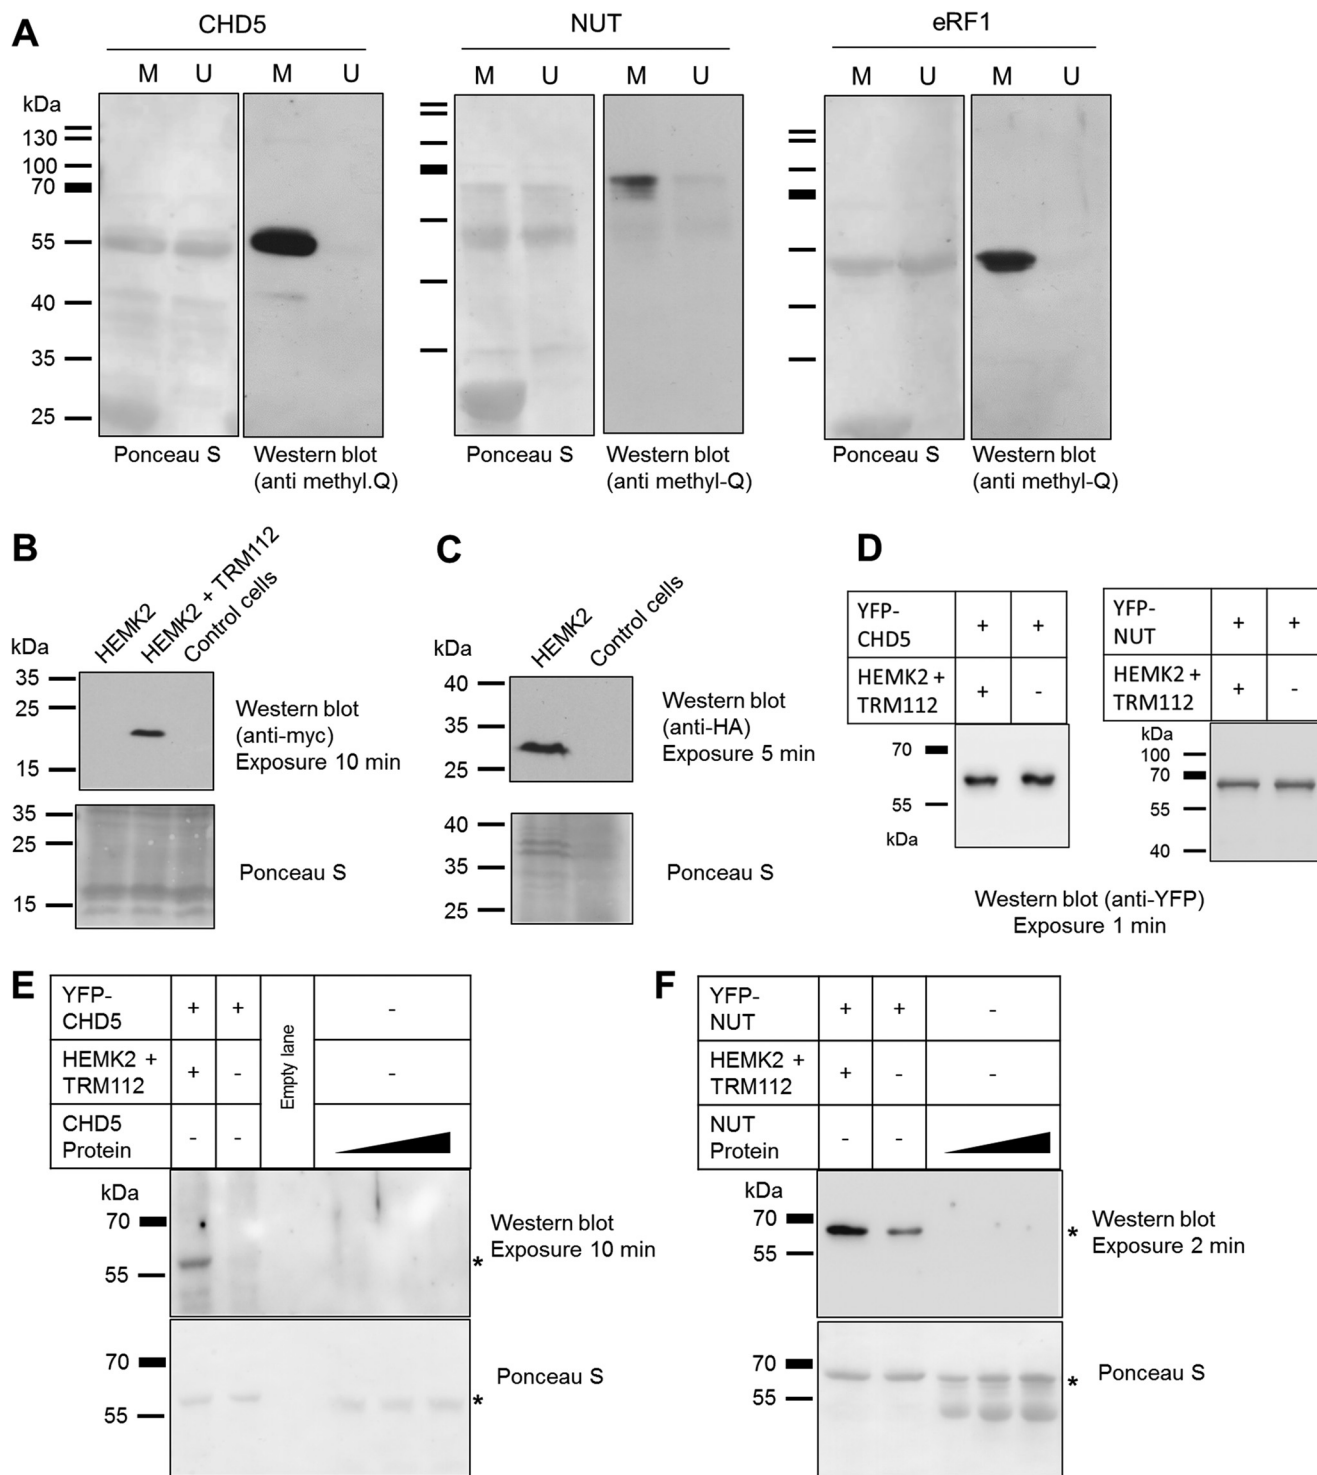 A
CHD5
NUT
eRF1
M U M U
M U M U
M U M U
kDa
130
100
70
55
40
35
25
Ponceau S
Western blot
(anti methyl.Q)
Ponceau S
Western blot
(anti methyl-Q)
Ponceau S
Western blot
(anti methyl-Q)
B
HEMK2
HEMK2 + TRM112
Control cells
kDa
35
25
15
Western blot
(anti-myc)
Exposure 10 min
35
25
15
Ponceau S
C
HEMK2
Control cells
kDa
40
35
25
Western blot
(anti-HA)
Exposure 5 min
40
35
25
Ponceau S
D
YFP-
CHD5
+ +
HEMK2 +
TRM112
+ -
70
55
kDa
YFP-
NUT
+ +
HEMK2 +
TRM112
+ -
kDa
100
70
55
40
Western blot (anti-YFP)
Exposure 1 min
E
YFP-
CHD5
+ + -
HEMK2 +
TRM112
+ - -
Empty lane
CHD5
Protein
- -
kDa
70
55
*
Western blot
Exposure 10 min
70
55
*
Ponceau S
F
YFP-
NUT
+ + -
HEMK2 +
TRM112
+ - -
NUT
Protein
- -
kDa
70
55
*
Western blot
Exposure 2 min
70
55
*
Ponceau S